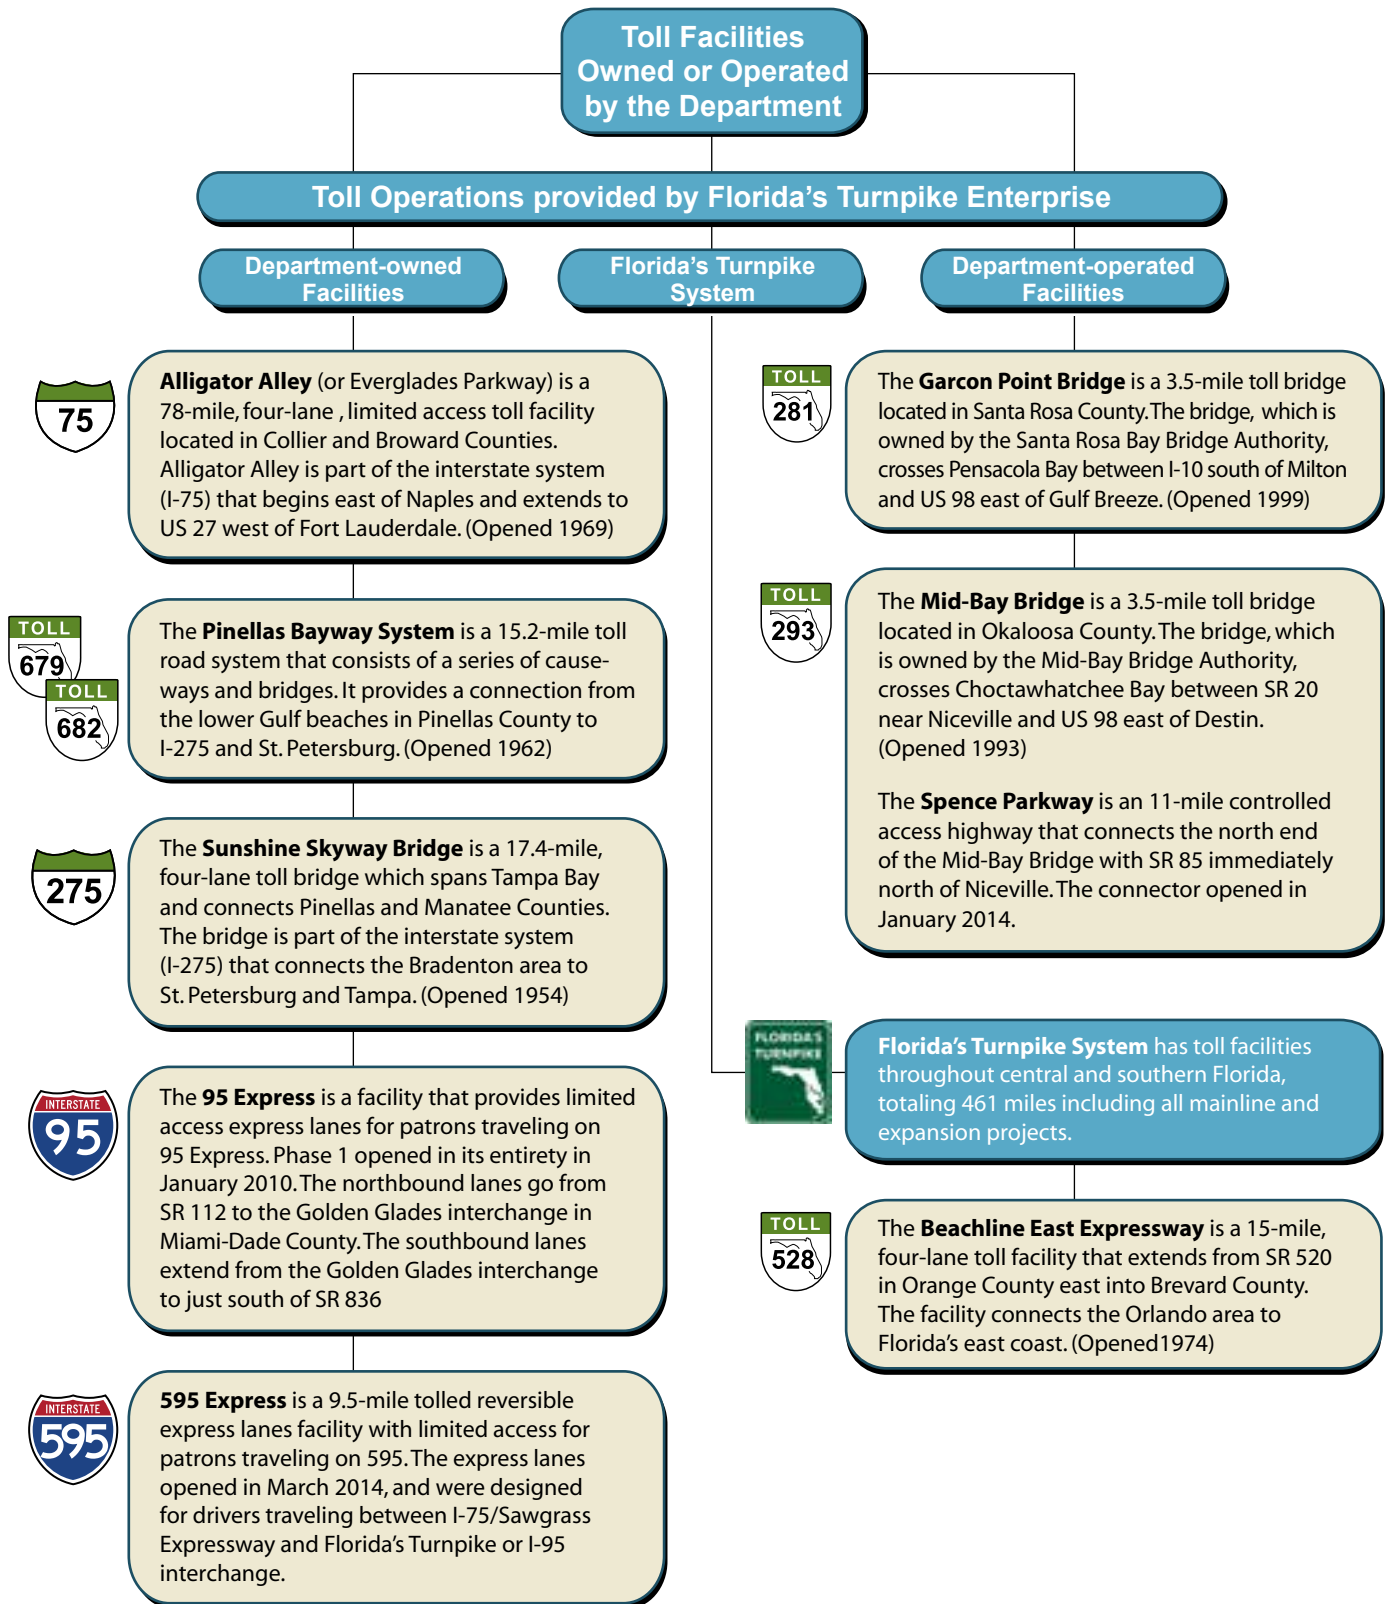 Toll Facilities
Owned or Operated
by the Department
Toll Operations provided by Florida’s Turnpike Enterprise
Department-owned
Facilities
Florida’s Turnpike
System
Department-operated
Facilities
75
Alligator Alley (or Everglades Parkway) is a
78-mile, four-lane , limited access toll facility
located in Collier and Broward Counties.
Alligator Alley is part of the interstate system
(I-75) that begins east of Naples and extends to
US 27 west of Fort Lauderdale. (Opened 1969)
TOLL
679
TOLL
682
The Pinellas Bayway System is a 15.2-mile toll
road system that consists of a series of cause-
ways and bridges. It provides a connection from
the lower Gulf beaches in Pinellas County to
I-275 and St. Petersburg. (Opened 1962)
275
The Sunshine Skyway Bridge is a 17.4-mile,
four-lane toll bridge which spans Tampa Bay
and connects Pinellas and Manatee Counties.
The bridge is part of the interstate system
(I-275) that connects the Bradenton area to
St. Petersburg and Tampa. (Opened 1954)
INTERSTATE
95
The 95 Express is a facility that provides limited
access express lanes for patrons traveling on
95 Express. Phase 1 opened in its entirety in
January 2010. The northbound lanes go from
SR 112 to the Golden Glades interchange in
Miami-Dade County. The southbound lanes
extend from the Golden Glades interchange
to just south of SR 836
INTERSTATE
595
595 Express is a 9.5-mile tolled reversible
express lanes facility with limited access for
patrons traveling on 595. The express lanes
opened in March 2014, and were designed
for drivers traveling between I-75/Sawgrass
Expressway and Florida’s Turnpike or I-95
interchange.
TOLL
281
The Garcon Point Bridge is a 3.5-mile toll bridge
located in Santa Rosa County. The bridge, which is
owned by the Santa Rosa Bay Bridge Authority,
crosses Pensacola Bay between I-10 south of Milton
and US 98 east of Gulf Breeze. (Opened 1999)
TOLL
293
The Mid-Bay Bridge is a 3.5-mile toll bridge
located in Okaloosa County. The bridge, which
is owned by the Mid-Bay Bridge Authority,
crosses Choctawhatchee Bay between SR 20
near Niceville and US 98 east of Destin.
(Opened 1993)
The Spence Parkway is an 11-mile controlled
access highway that connects the north end
of the Mid-Bay Bridge with SR 85 immediately
north of Niceville. The connector opened in
January 2014.
FLORIDA'S
TURNPIKE
Florida’s Turnpike System has toll facilities
throughout central and southern Florida,
totaling 461 miles including all mainline and
expansion projects.
TOLL
528
The Beachline East Expressway is a 15-mile,
four-lane toll facility that extends from SR 520
in Orange County east into Brevard County.
The facility connects the Orlando area to
Florida’s east coast. (Opened1974)